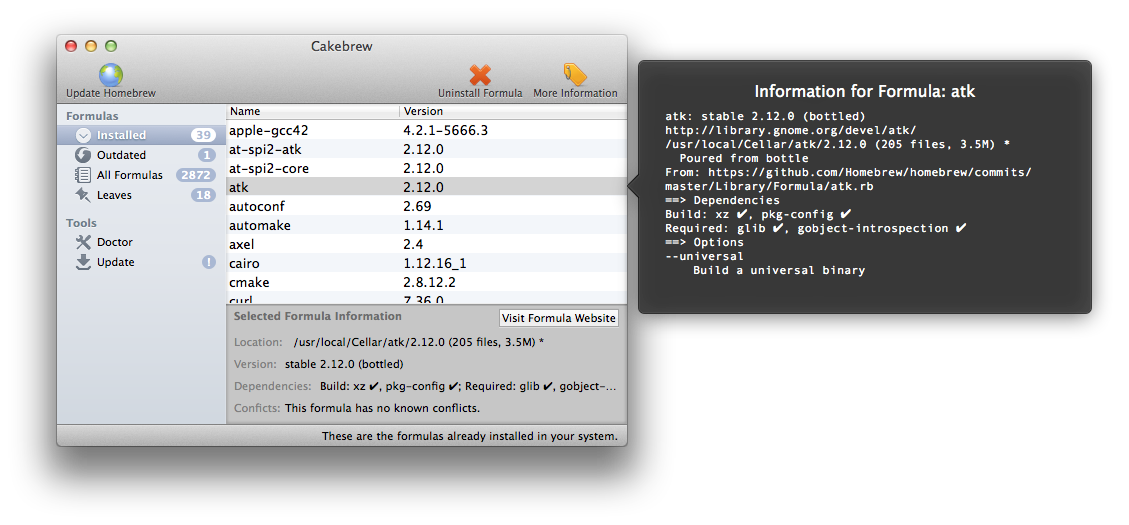 Cakebrew
Update Homebrew
Uninstall Formula
More Information
Formulas
Installed 39
Outdated 1
All Formulas 2872
Leaves 18
Tools
Doctor
Update !
Name Version
apple-gcc42 4.2.1-5666.3
at-spi2-atk 2.12.0
at-spi2-core 2.12.0
atk 2.12.0
autoconf 2.69
automake 1.14.1
axel 2.4
cairo 1.12.16_1
cmake 2.8.12.2
curl 7.36.0
Selected Formula Information
Visit Formula Website
Location: /usr/local/Cellar/atk/2.12.0 (205 files, 3.5M) *
Version: stable 2.12.0 (bottled)
Dependencies: Build: xz ✔, pkg-config ✔; Required: glib ✔, gobject-...
Conficts: This formula has no known conflicts.
These are the formulas already installed in your system.
Information for Formula: atk
atk: stable 2.12.0 (bottled)
http://library.gnome.org/devel/atk/
/usr/local/Cellar/atk/2.12.0 (205 files, 3.5M) *
Poured from bottle
From: https://github.com/Homebrew/homebrew/commits/
master/Library/Formula/atk.rb
==> Dependencies
Build: xz ✔, pkg-config ✔
Required: glib ✔, gobject-introspection ✔
==> Options
--universal
Build a universal binary